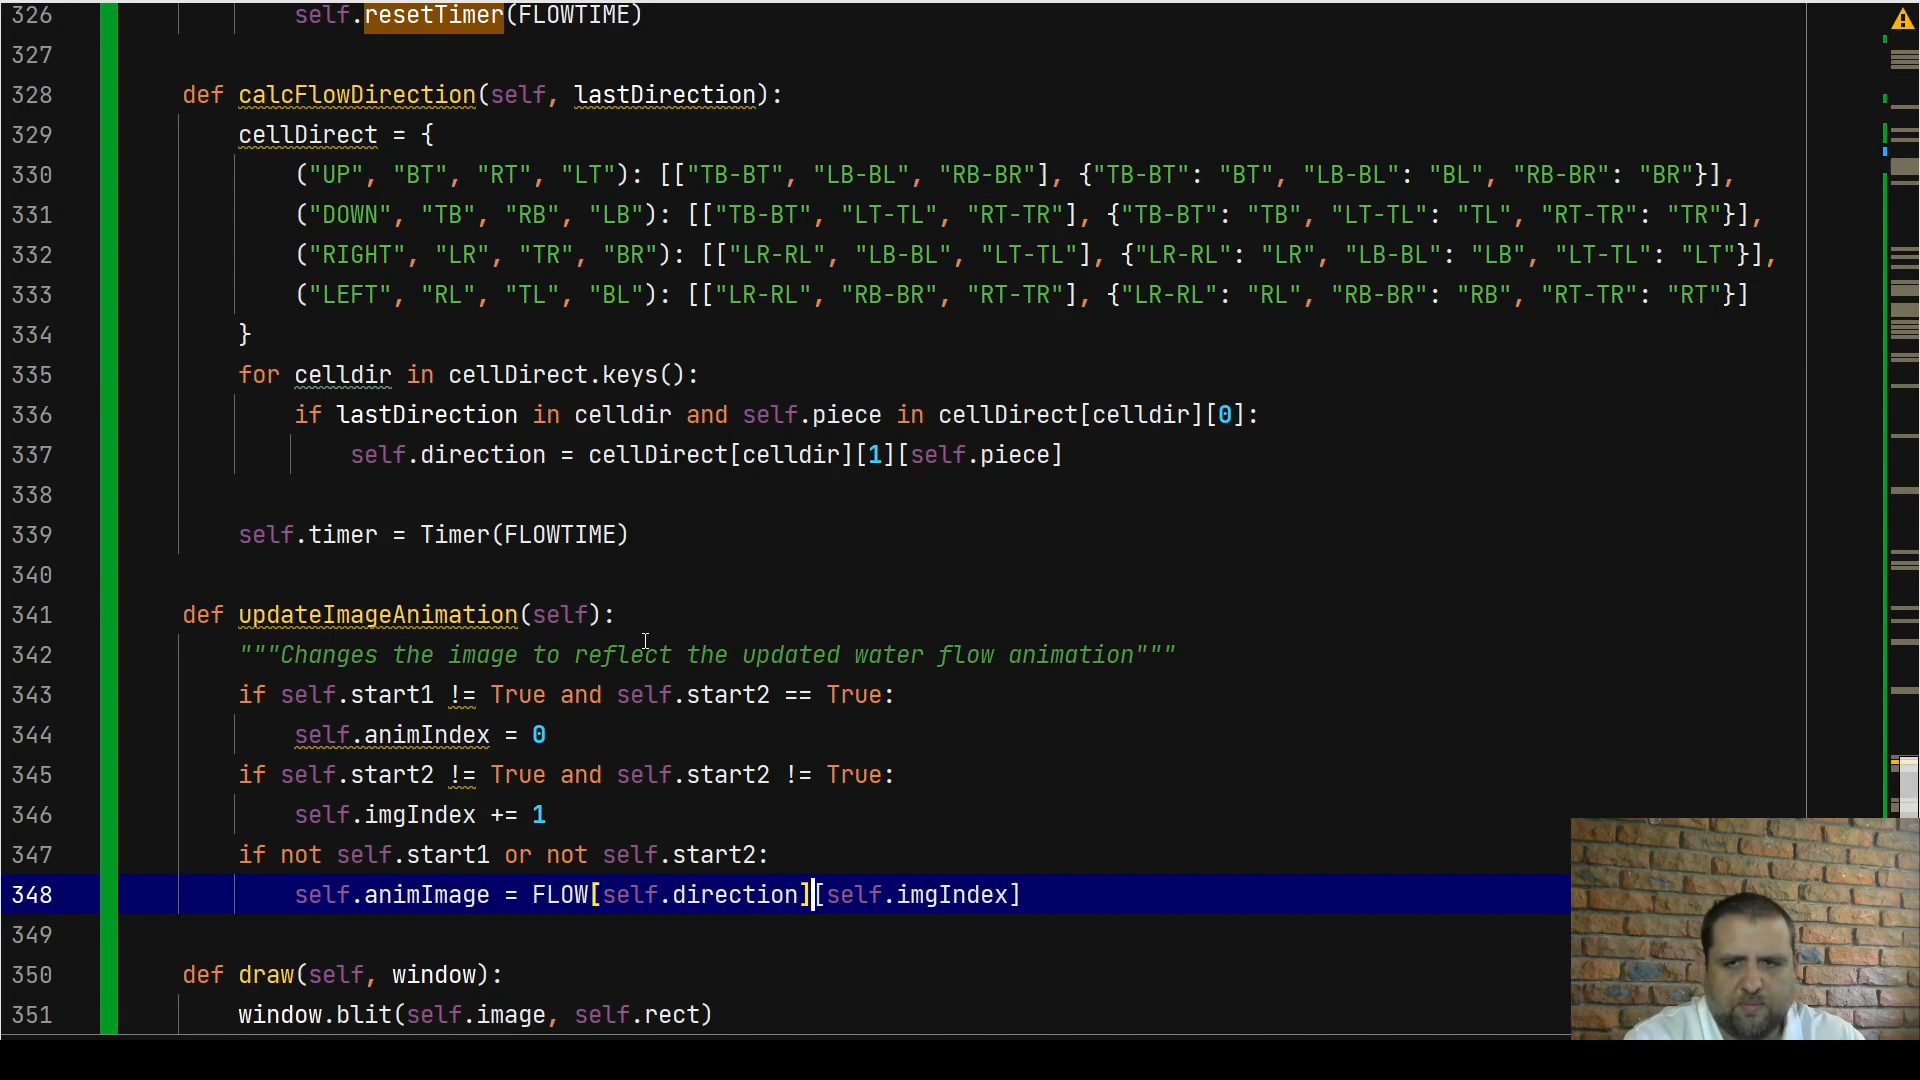 326 self.resetTimer(FLOWTIME)
327
328 def calcFlowDirection(self, lastDirection):
329 cellDirect = {
330 ("UP", "BT", "RT", "LT"): [["TB-BT", "LB-BL", "RB-BR"], {"TB-BT": "BT", "LB-BL": "BL", "RB-BR": "BR"}],
331 ("DOWN", "TB", "RB", "LB"): [["TB-BT", "LT-TL", "RT-TR"], {"TB-BT": "TB", "LT-TL": "TL", "RT-TR": "TR"}],
332 ("RIGHT", "LR", "TR", "BR"): [["LR-RL", "LB-BL", "LT-TL"], {"LR-RL": "LR", "LB-BL": "LB", "LT-TL": "LT"}],
333 ("LEFT", "RL", "TL", "BL"): [["LR-RL", "RB-BR", "RT-TR"], {"LR-RL": "RL", "RB-BR": "RB", "RT-TR": "RT"}]
334 }
335 for celldir in cellDirect.keys():
336 if lastDirection in celldir and self.piece in cellDirect[celldir][0]:
337 self.direction = cellDirect[celldir][1][self.piece]
338
339 self.timer = Timer(FLOWTIME)
340
341 def updateImageAnimation(self):
342 """Changes the image to reflect the updated water flow animation"""
343 if self.start1 != True and self.start2 == True:
344 self.animIndex = 0
345 if self.start2 != True and self.start2 != True:
346 self.imgIndex += 1
347 if not self.start1 or not self.start2:
348 self.animImage = FLOW[self.direction][self.imgIndex]
349
350 def draw(self, window):
351 window.blit(self.image, self.rect)